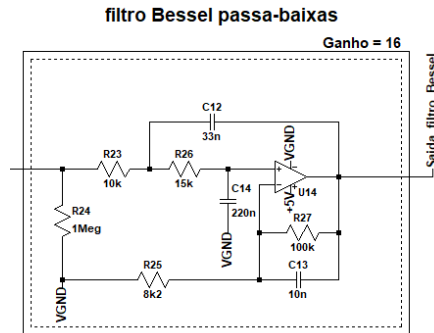 filtro Bessel passa-baixas
Ganho = 16
C12
33n
R23
10k
R26
15k
C14
220n
VGND
+
-
-VGND
+5V+
U14
R24
1Meg
R27
100k
VGND
R25
8k2
C13
10n
VGND
Saida_filtro_Bessel